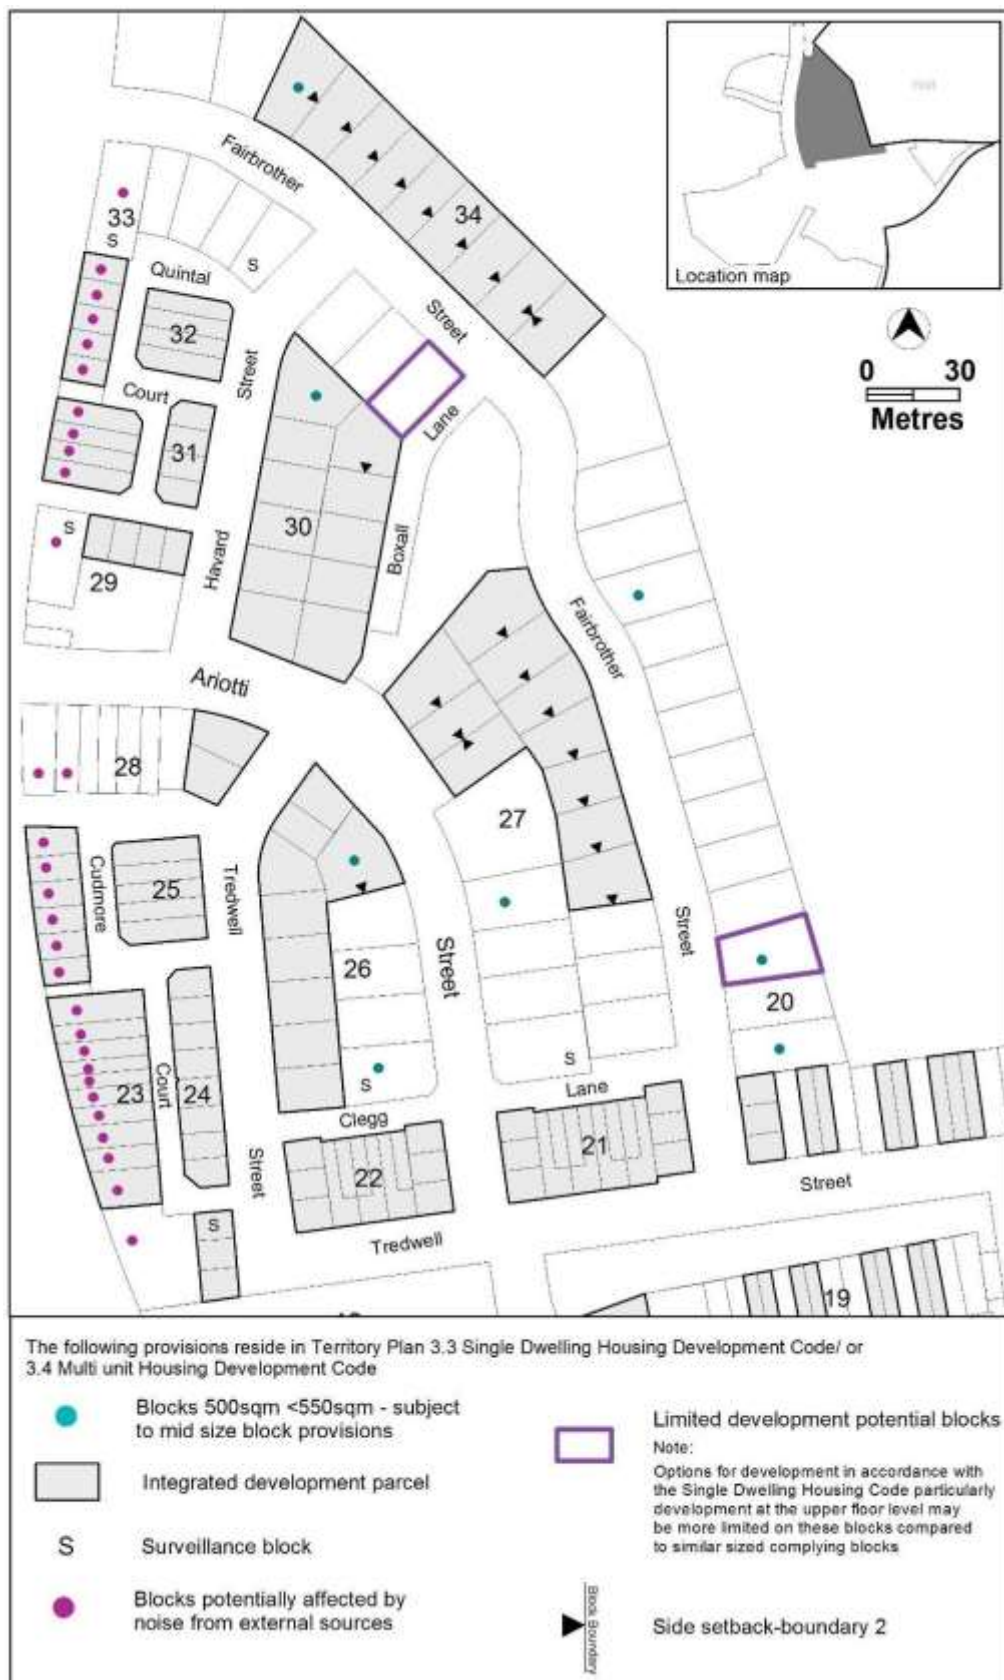 Fairbrother
34
33
S
S
Quintal
Street
Location map
32
Street
0 30
Metres
Court
Lane
31
30
S
Havard
Boxall
29
Fairbrother
Ariotti
28
27
Cudmore
25
Tredwell
26
Street
Street
20
S
S
23
Court
24
Clegg
Lane
22
21
Street
Street
Tredwell
S
19
The following provisions reside in Territory Plan 3.3 Single Dwelling Housing Development Code/ or
3.4 Multi unit Housing Development Code
Blocks 500sqm <550sqm - subject
to mid size block provisions
Integrated development parcel
S Surveillance block
Blocks potentially affected by
noise from external sources
Limited development potential blocks
Note:
Options for development in accordance with
the Single Dwelling Housing Code particularly
development at the upper floor level may
be more limited on these blocks compared
to similar sized complying blocks
Block Boundary
Side setback-boundary 2